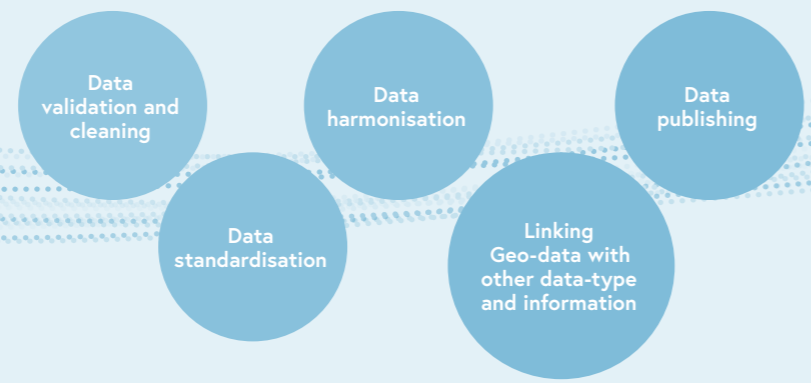 Data
validation and
cleaning
Data
standardisation
Data
harmonisation
Linking
Geo-data with
other data-type
and information
Data
publishing